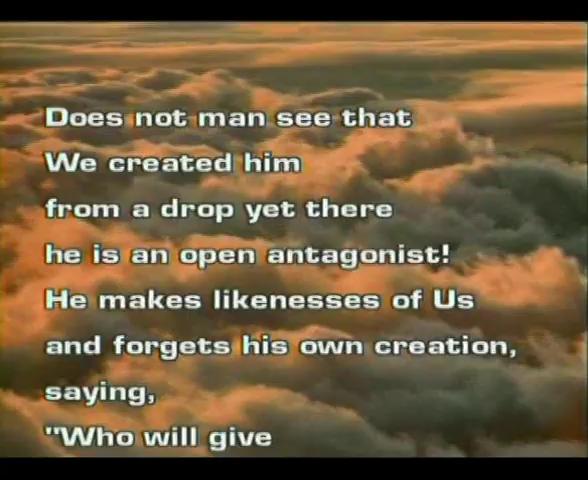 Does not man see that
We created him
from a drop yet there
he is an open antagonist!
He makes likenesses of Us
and forgets his own creation,
saying,
"Who will give